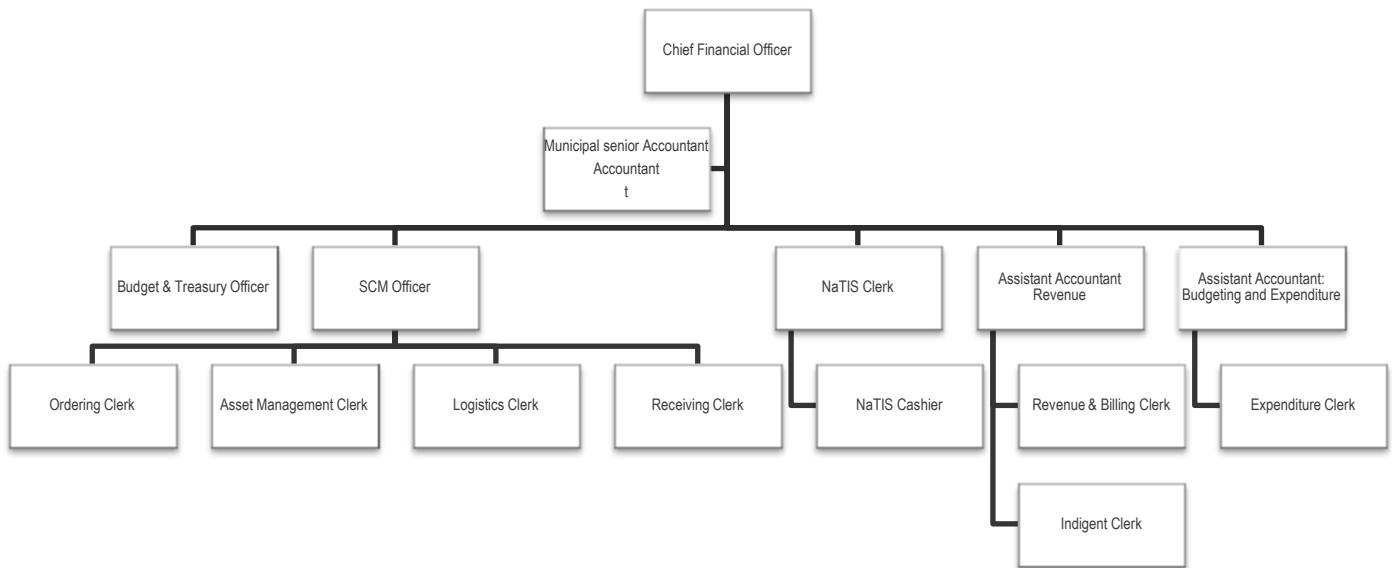 Chief Financial Officer
Municipal senior Accountant
Accountant
t
Budget & Treasury Officer
SCM Officer
NaTIS Clerk
Assistant Accountant
Revenue
Assistant Accountant:
Budgeting and Expenditure
Ordering Clerk
Asset Management Clerk
Logistics Clerk
Receiving Clerk
NaTIS Cashier
Revenue & Billing Clerk
Expenditure Clerk
Indigent Clerk